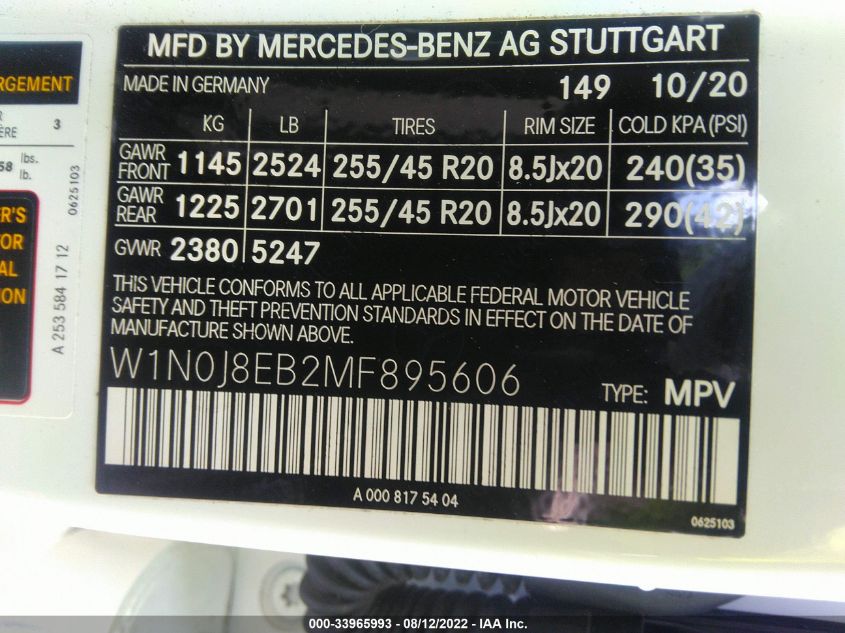 RGEMENT
3
ÈRE
58 lbs.
lb.
0625103
A 253 584 17 12
MFD BY MERCEDES-BENZ AG STUTTGART
MADE IN GERMANY 149 10/20
KG LB TIRES RIM SIZE COLD KPA (PSI)
GAWR FRONT 1145 2524 255/45 R20 8.5Jx20 240(35)
GAWR REAR 1225 2701 255/45 R20 8.5Jx20 290(42)
GVWR 2380 5247
THIS VEHICLE CONFORMS TO ALL APPLICABLE FEDERAL MOTOR VEHICLE
SAFETY AND THEFT PREVENTION STANDARDS IN EFFECT ON THE DATE OF
MANUFACTURE SHOWN ABOVE.
W1N0J8EB2MF895606 TYPE: MPV
A 000 817 54 04
0625103
000-33965993 - 08/12/2022 - IAA Inc.